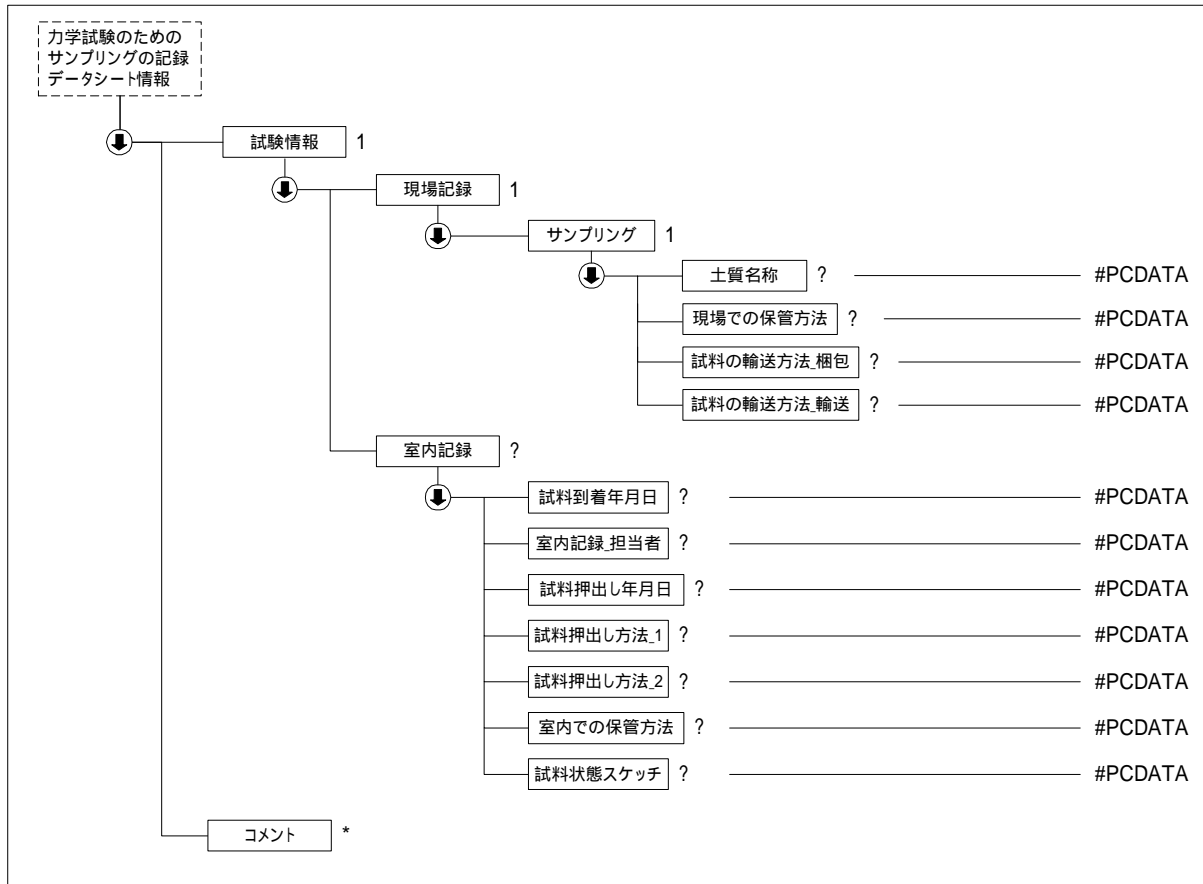 力学試験のための
サンプリングの記録
データシート情報
試験情報 1
現場記録 1
サンプリング 1
土質名称 ? #PCDATA
現場での保管方法 ? #PCDATA
試料の輸送方法_梱包 ? #PCDATA
試料の輸送方法_輸送 ? #PCDATA
室内記録 ?
試料到着年月日 ? #PCDATA
室内記録_担当者 ? #PCDATA
試料押出し年月日 ? #PCDATA
試料押出し方法_1 ? #PCDATA
試料押出し方法_2 ? #PCDATA
室内での保管方法 ? #PCDATA
試料状態スケッチ ? #PCDATA
コメント *